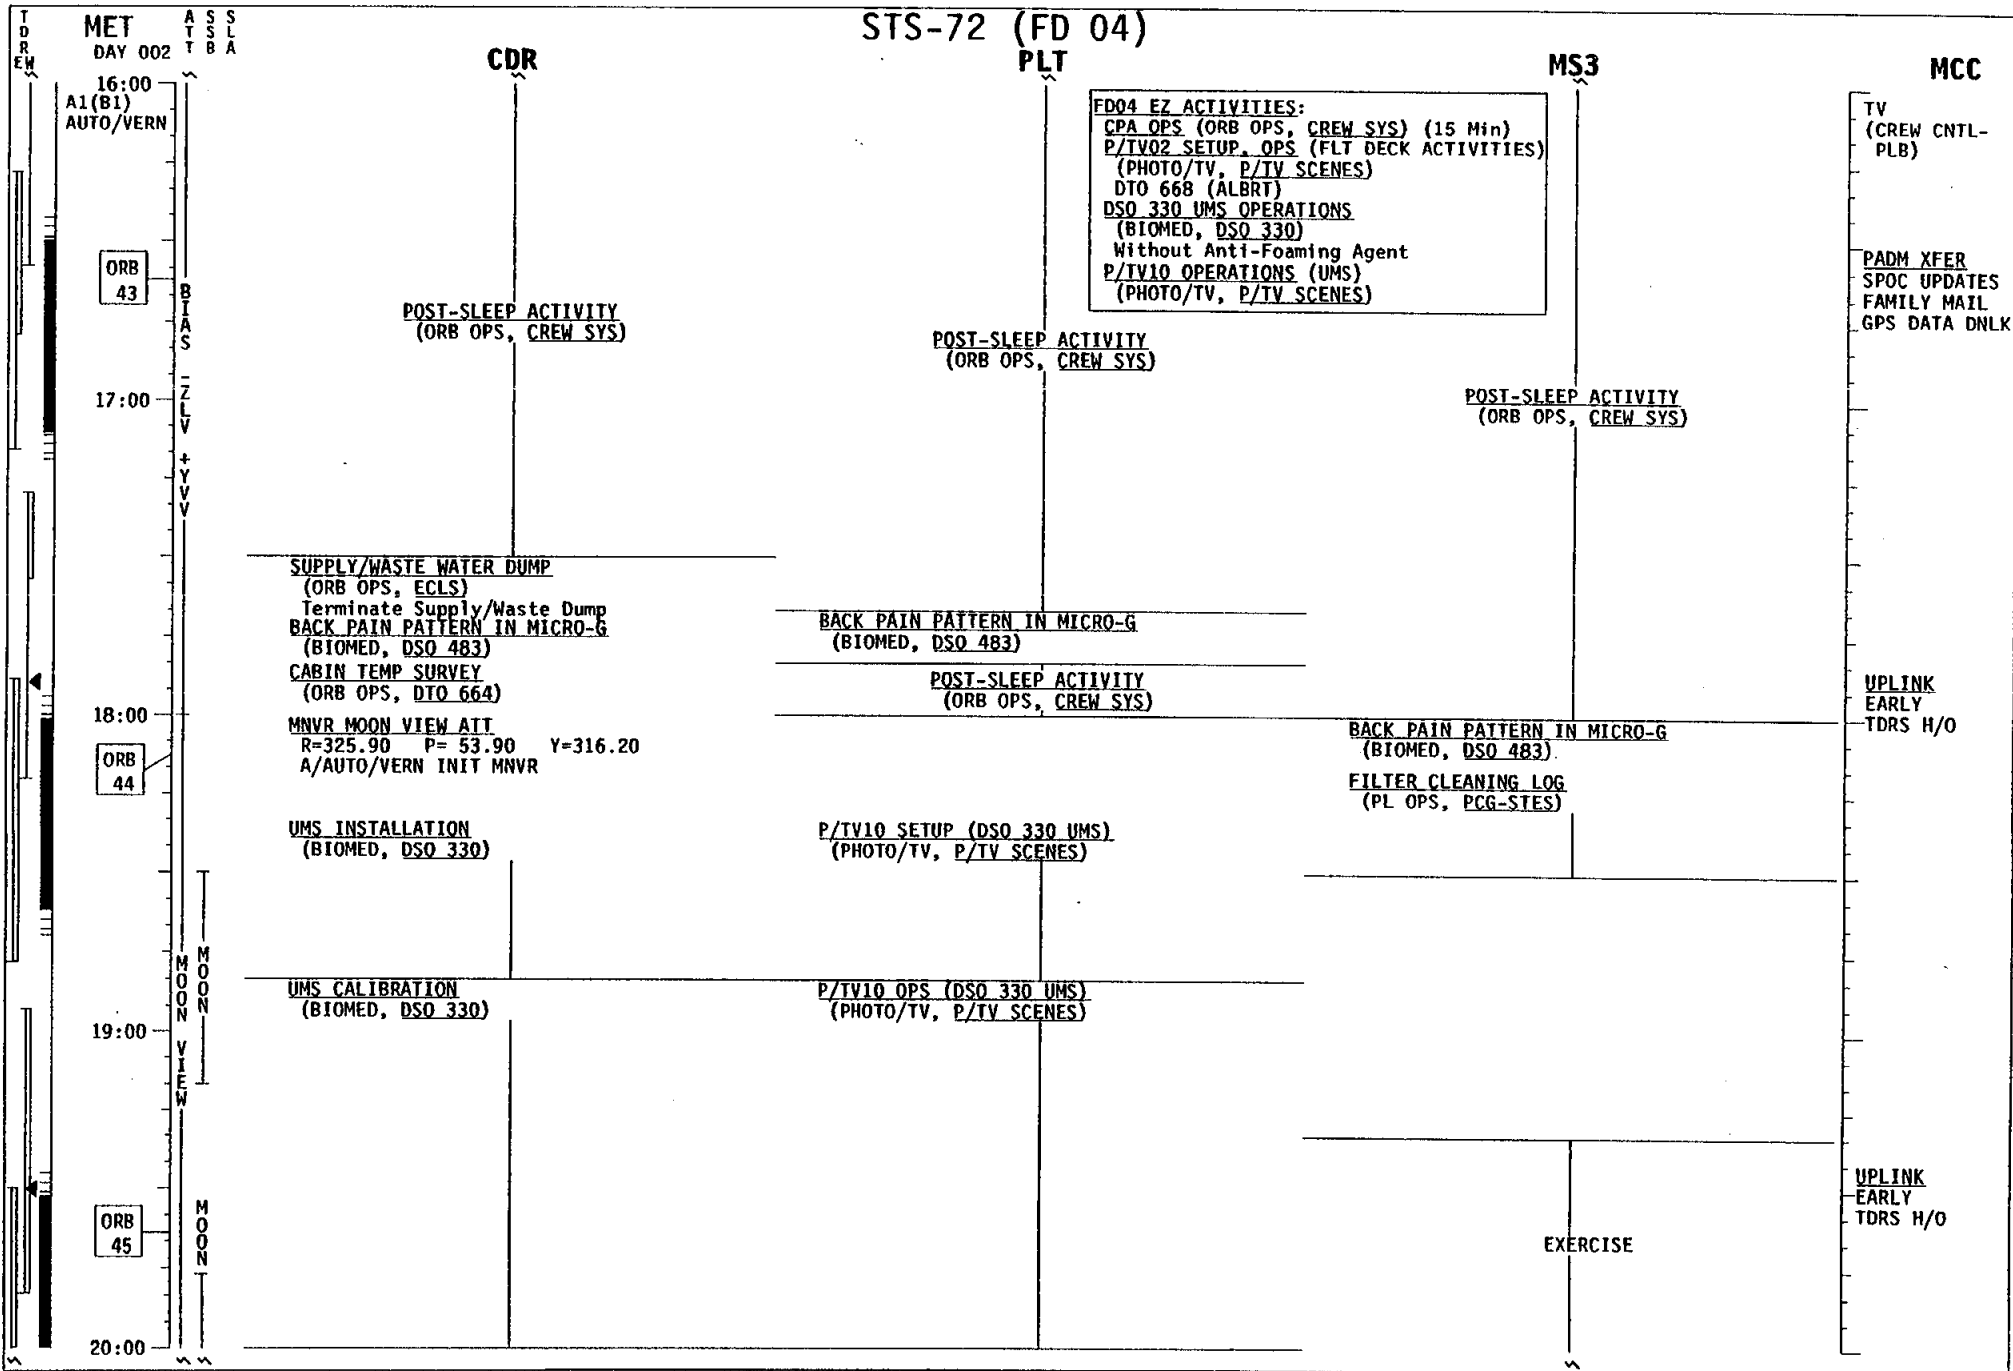 STS-72 (FD 04)
TDRE W
MET
DAY 002
ATT
SSB
SLA
CDR
PLT
MS3
MCC
16:00
A1(B1)
AUTO/VERN
ORB
43
BIAS -ZLV +YVV
17:00
18:00
ORB
44
MOON VIEW
MOON
19:00
MOON
ORB
45
20:00
POST-SLEEP ACTIVITY
(ORB OPS, CREW SYS)
SUPPLY/WASTE WATER DUMP
(ORB OPS, ECLS)
Terminate Supply/Waste Dump
BACK PAIN PATTERN IN MICRO-G
(BIOMED, DSO 483)
CABIN TEMP SURVEY
(ORB OPS, DTO 664)
MNVR MOON VIEW ATT
R=325.90 P= 53.90 Y=316.20
A/AUTO/VERN INIT MNVR
UMS INSTALLATION
(BIOMED, DSO 330)
UMS CALIBRATION
(BIOMED, DSO 330)
POST-SLEEP ACTIVITY
(ORB OPS, CREW SYS)
BACK PAIN PATTERN IN MICRO-G
(BIOMED, DSO 483)
POST-SLEEP ACTIVITY
(ORB OPS, CREW SYS)
P/TV10 SETUP (DSO 330 UMS)
(PHOTO/TV, P/TV SCENES)
P/TV10 OPS (DSO 330 UMS)
(PHOTO/TV, P/TV SCENES)
FD04 EZ ACTIVITIES:
CPA OPS (ORB OPS, CREW SYS) (15 Min)
P/TV02 SETUP, OPS (FLT DECK ACTIVITIES)
(PHOTO/TV, P/TV SCENES)
DTO 668 (ALBRT)
DSO 330 UMS OPERATIONS
(BIOMED, DSO 330)
Without Anti-Foaming Agent
P/TV10 OPERATIONS (UMS)
(PHOTO/TV, P/TV SCENES)
POST-SLEEP ACTIVITY
(ORB OPS, CREW SYS)
BACK PAIN PATTERN IN MICRO-G
(BIOMED, DSO 483)
FILTER CLEANING LOG
(PL OPS, PCG-STES)
EXERCISE
TV
(CREW CNTL-
PLB)
PADM XFER
SPOC UPDATES
FAMILY MAIL
GPS DATA DNLK
UPLINK
EARLY
TDRS H/O
UPLINK
EARLY
TDRS H/O